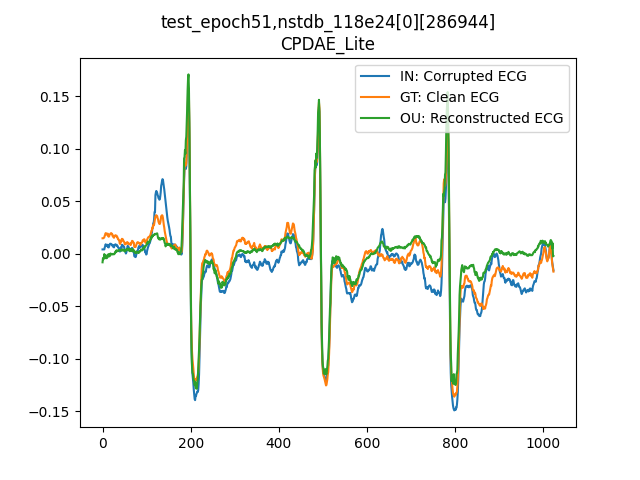 test_epoch51,nstdb_118e24[0][286944]
CPDAE_Lite
IN: Corrupted ECG
GT: Clean ECG
OU: Reconstructed ECG
0.15
0.10
0.05
0.00
−0.05
−0.10
−0.15
0 200 400 600 800 1000